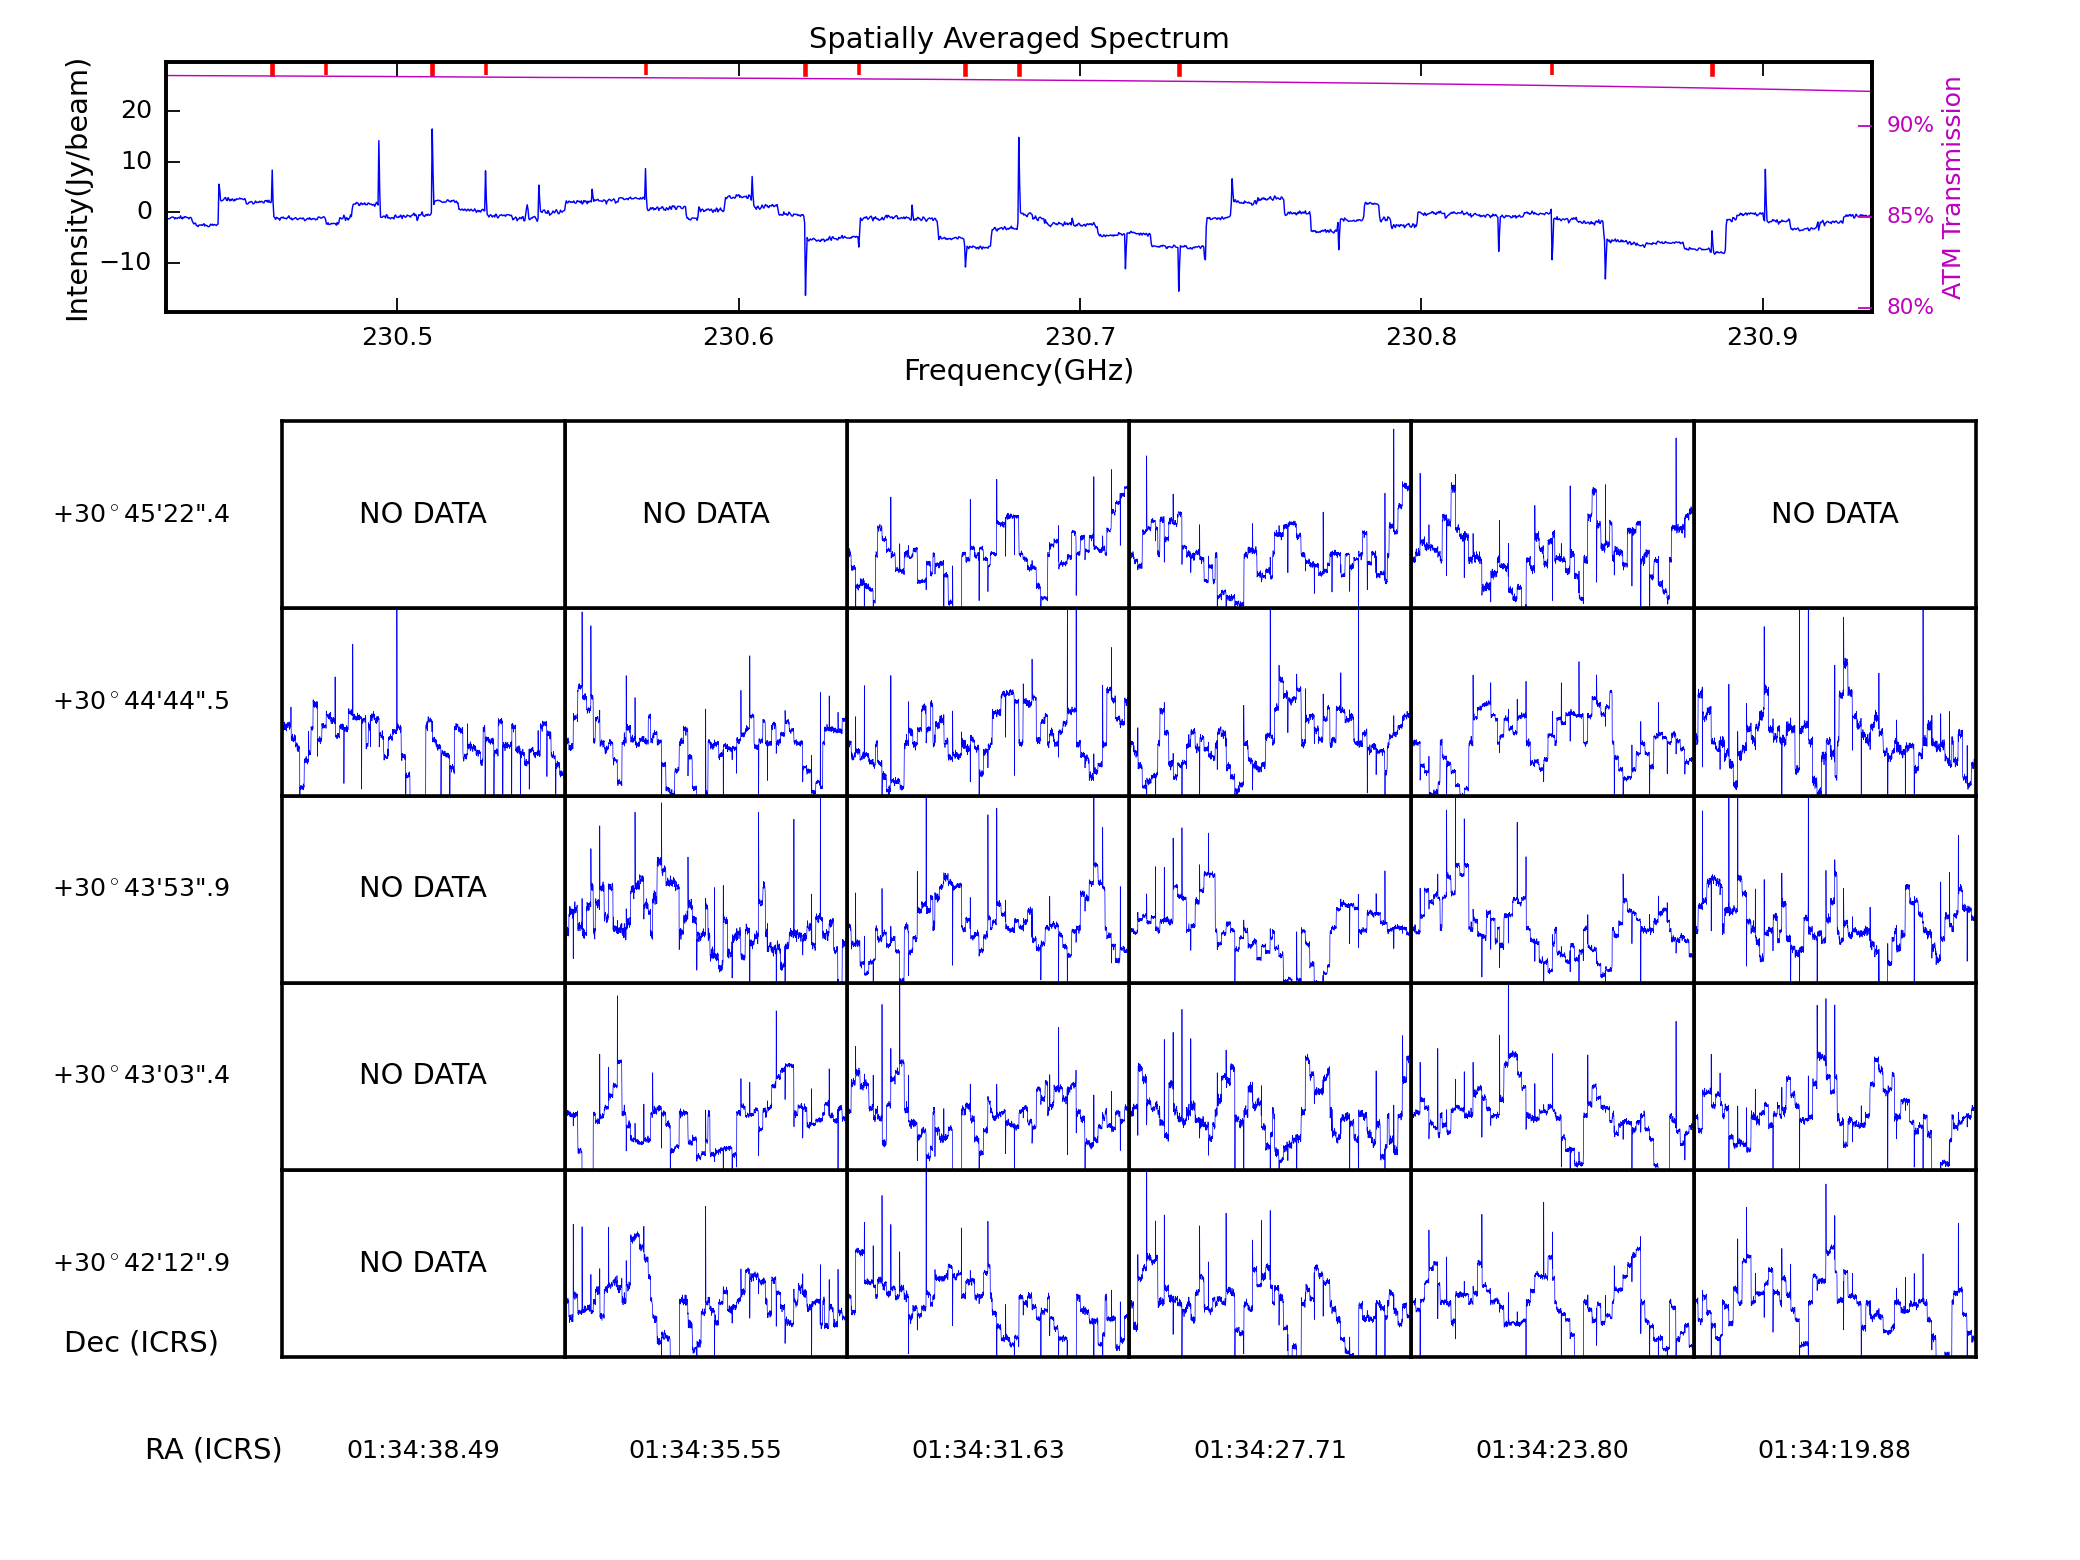 Spatially Averaged Spectrum
Intensity(Jy/beam)
20
10
0
−10
90%
85%
80%
ATM Transmission
230.5 230.6 230.7 230.8 230.9
Frequency(GHz)
+30°45'22".4 NO DATA NO DATA NO DATA
+30°44'44".5
+30°43'53".9 NO DATA
+30°43'03".4 NO DATA
+30°42'12".9 NO DATA
Dec (ICRS)
RA (ICRS) 01:34:38.49 01:34:35.55 01:34:31.63 01:34:27.71 01:34:23.80 01:34:19.88